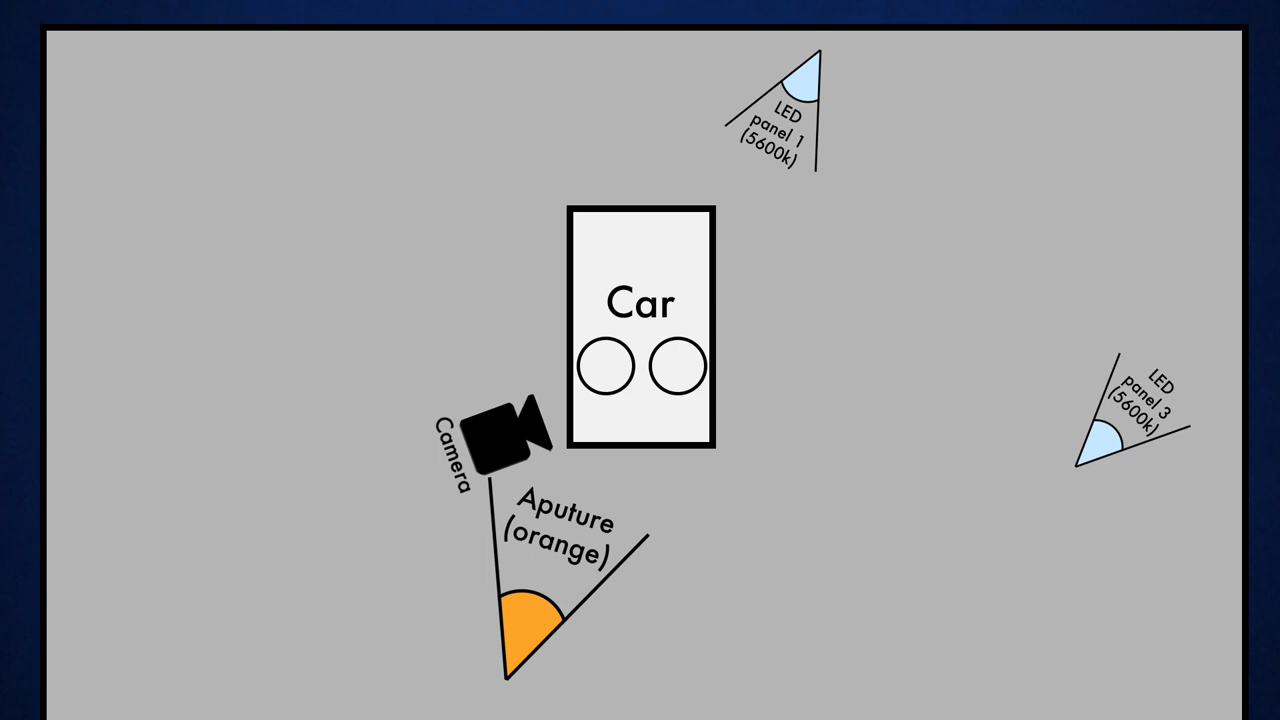 LED
panel 1
(5600k)
Car
LED
panel 3
(5600k)
Camera
Aputure
(orange)